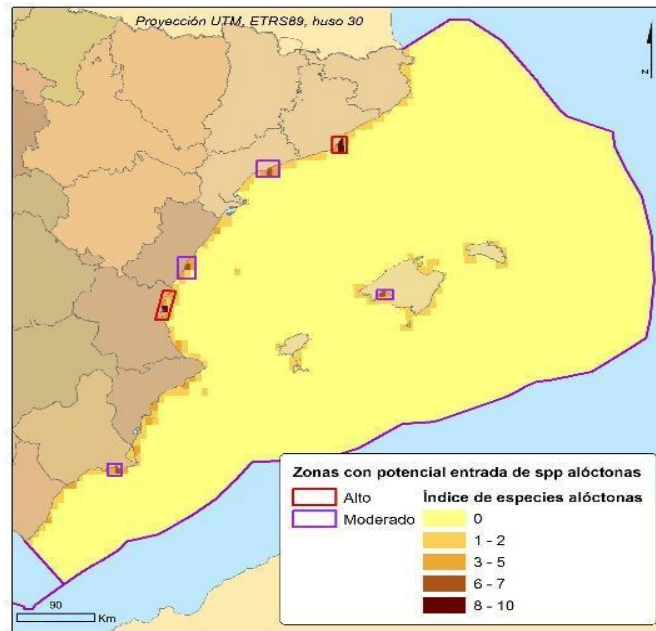 Proyección UTM, ETRS89, huso 30
N
Zonas con potencial entrada de spp alóctonas
Alto
Moderado
Índice de especies alóctonas
0
1 - 2
3 - 5
6 - 7
8 - 10
90
Km